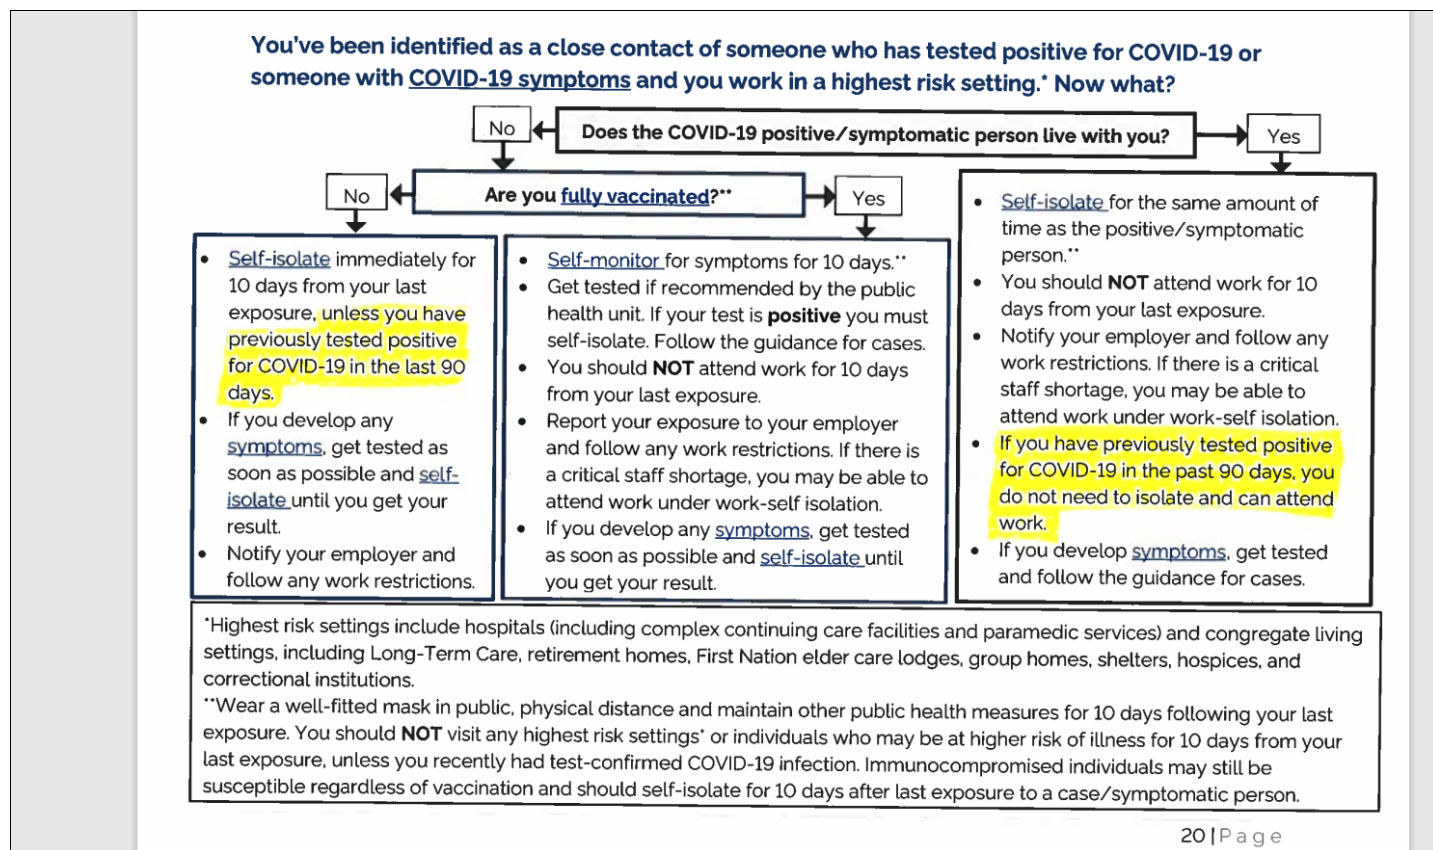 You've been identified as a close contact of someone who has tested positive for COVID-19 or
someone with COVID-19 symptoms and you work in a highest risk setting.* Now what?
No
Does the COVID-19 positive/symptomatic person live with you?
Yes
No
Are you fully vaccinated?**
Yes
• Self-isolate immediately for
10 days from your last
exposure, unless you have
previously tested positive
for COVID-19 in the last 90
days.
• If you develop any
symptoms, get tested as
soon as possible and self-
isolate until you get your
result.
• Notify your employer and
follow any work restrictions.
• Self-monitor for symptoms for 10 days.**
• Get tested if recommended by the public
health unit. If your test is positive you must
self-isolate. Follow the guidance for cases.
• You should NOT attend work for 10 days
from your last exposure.
• Report your exposure to your employer
and follow any work restrictions. If there is
a critical staff shortage, you may be able to
attend work under work-self isolation.
• If you develop any symptoms, get tested
as soon as possible and self-isolate until
you get your result.
• Self-isolate for the same amount of
time as the positive/symptomatic
person.**
• You should NOT attend work for 10
days from your last exposure.
• Notify your employer and follow any
work restrictions. If there is a critical
staff shortage, you may be able to
attend work under work-self isolation.
• If you have previously tested positive
for COVID-19 in the past 90 days, you
do not need to isolate and can attend
work.
• If you develop symptoms, get tested
and follow the guidance for cases.
*Highest risk settings include hospitals (including complex continuing care facilities and paramedic services) and congregate living
settings, including Long-Term Care, retirement homes, First Nation elder care lodges, group homes, shelters, hospices, and
correctional institutions.
**Wear a well-fitted mask in public, physical distance and maintain other public health measures for 10 days following your last
exposure. You should NOT visit any highest risk settings* or individuals who may be at higher risk of illness for 10 days from your
last exposure, unless you recently had test-confirmed COVID-19 infection. Immunocompromised individuals may still be
susceptible regardless of vaccination and should self-isolate for 10 days after last exposure to a case/symptomatic person.
20 | Page